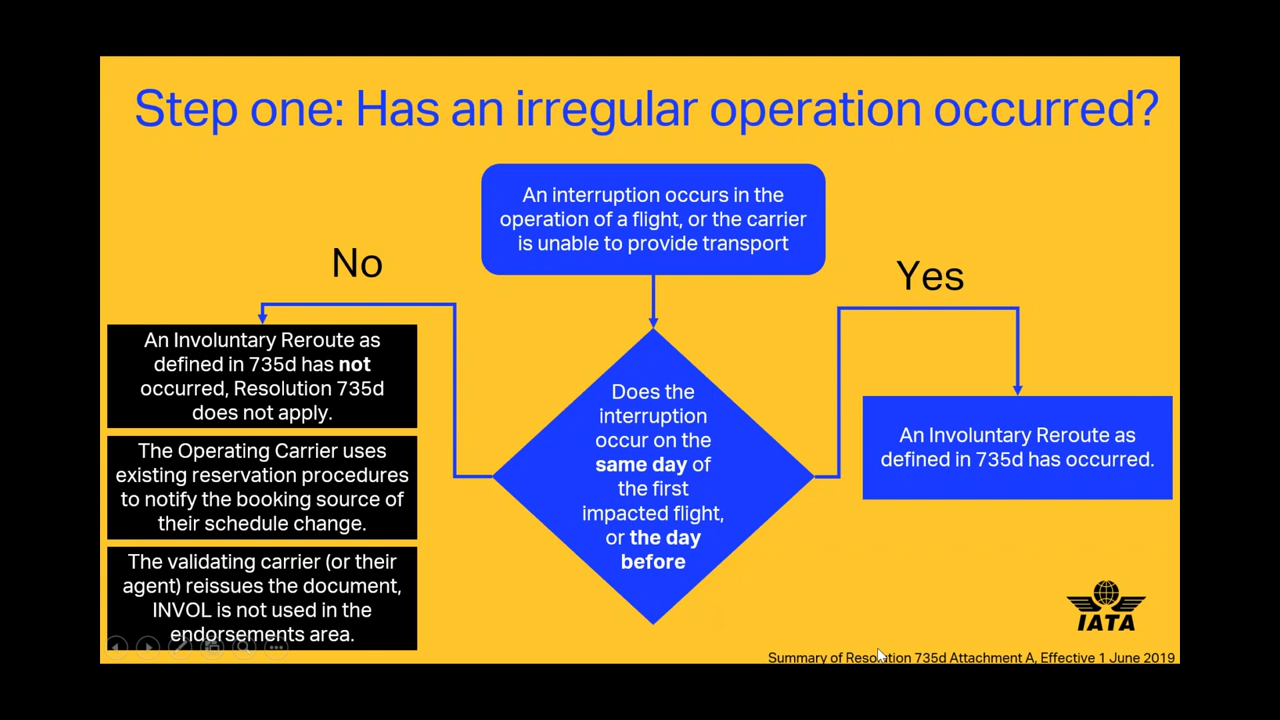 Step one: Has an irregular operation occurred?
An interruption occurs in the
operation of a flight, or the carrier
is unable to provide transport
No
Yes
An Involuntary Reroute as
defined in 735d has not
occurred, Resolution 735d
does not apply.
The Operating Carrier uses
existing reservation procedures
to notify the booking source of
their schedule change.
The validating carrier (or their
agent) reissues the document,
INVOL is not used in the
endorsements area.
Does the
interruption
occur on the
same day of
the first
impacted flight,
or the day
before
An Involuntary Reroute as
defined in 735d has occurred.
IATA
Summary of Resolution 735d Attachment A, Effective 1 June 2019